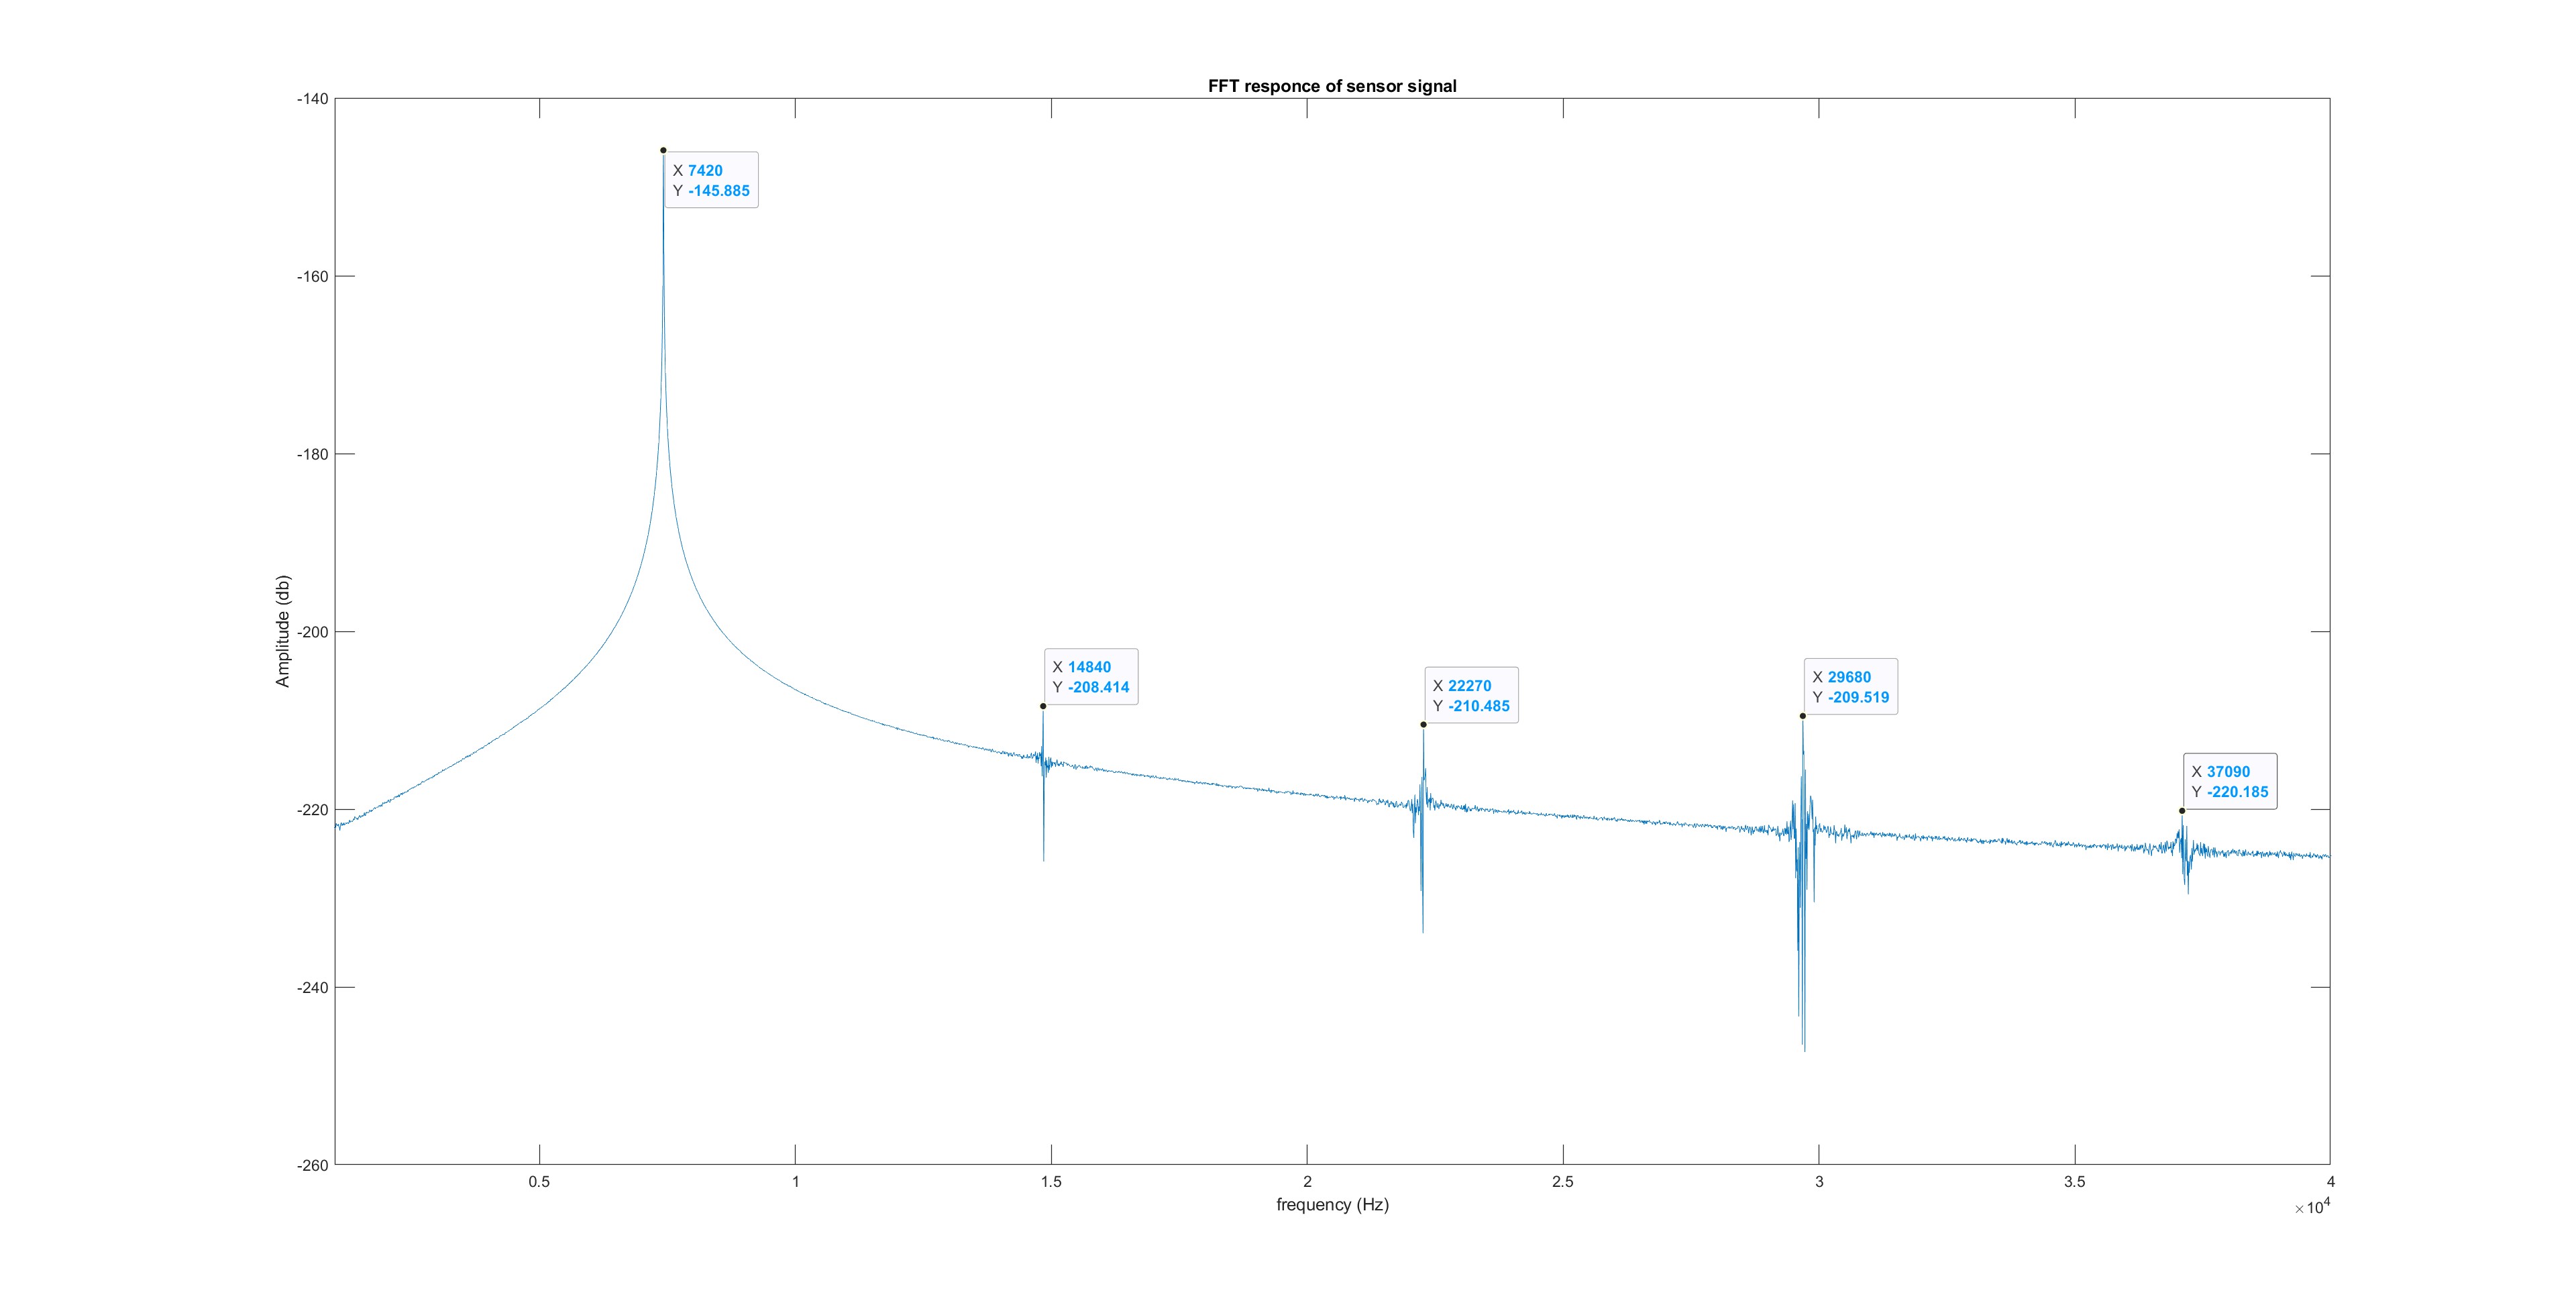 FFT responce of sensor signal
-140
-160
-180
-200
-220
-240
-260
Amplitude (db)
X 7420
Y -145.885
X 14840
Y -208.414
X 22270
Y -210.485
X 29680
Y -209.519
X 37090
Y -220.185
0.5 1 1.5 2 2.5 3 3.5 4
frequency (Hz)
×10⁴